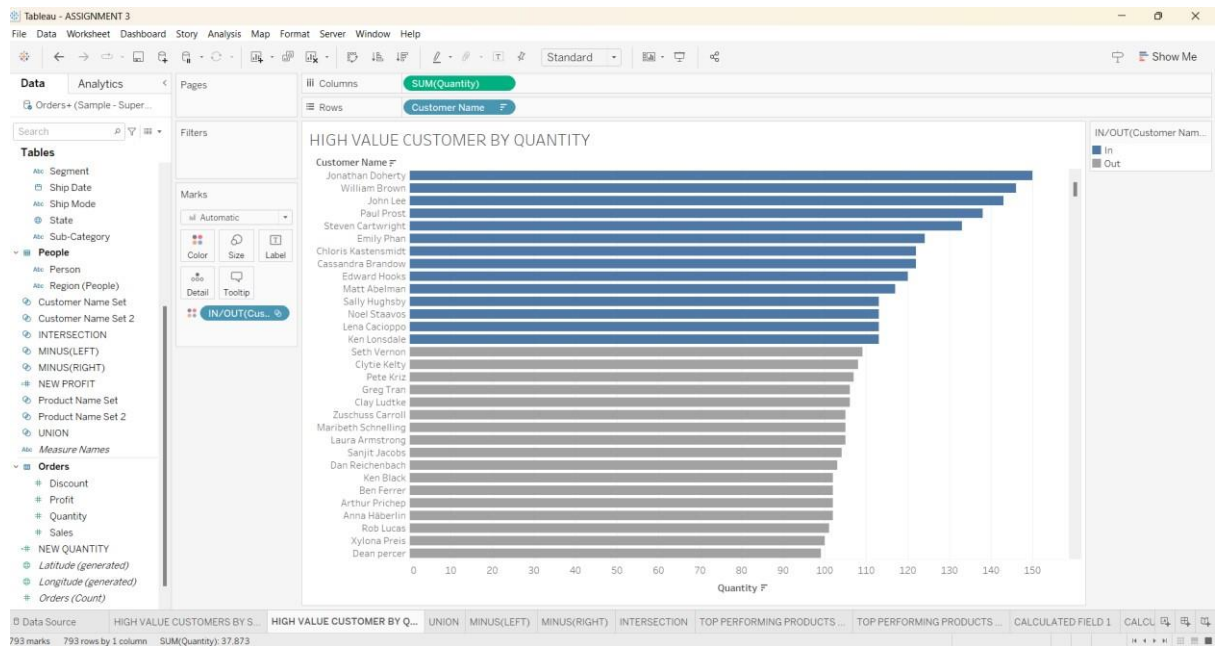 Tableau - ASSIGNMENT 3
File Data Worksheet Dashboard Story Analysis Map Format Server Window Help
Standard
Show Me
Data Analytics
Orders+ (Sample - Super...
Search
Tables
Abc Segment
Ship Date
Abc Ship Mode
State
Abc Sub-Category
People
Abc Person
Abc Region (People)
Customer Name Set
Customer Name Set 2
INTERSECTION
MINUS(LEFT)
MINUS(RIGHT)
NEW PROFIT
Product Name Set
Product Name Set 2
UNION
Abc Measure Names
Orders
# Discount
# Profit
# Quantity
# Sales
NEW QUANTITY
Latitude (generated)
Longitude (generated)
# Orders (Count)
Pages
Filters
Marks
Automatic
Color Size Label
Detail Tooltip
IN/OUT(Cus..
Columns SUM(Quantity)
Rows Customer Name
HIGH VALUE CUSTOMER BY QUANTITY
Customer Name
Jonathan Doherty
William Brown
John Lee
Paul Prost
Steven Cartwright
Emily Phan
Chloris Kastensmidt
Cassandra Brandow
Edward Hooks
Matt Abelman
Sally Hughsby
Noel Staavos
Lena Cacioppo
Ken Lonsdale
Seth Vernon
Clytie Kelty
Pete Kriz
Greg Tran
Clay Ludtke
Zuschuss Carroll
Maribeth Schnelling
Laura Armstrong
Sanjit Jacobs
Dan Reichenbach
Ken Black
Ben Ferrer
Arthur Prichep
Anna Häberlin
Rob Lucas
Xylona Preis
Dean percer
0 10 20 30 40 50 60 70 80 90 100 110 120 130 140 150
Quantity
IN/OUT(Customer Nam...
In
Out
Data Source HIGH VALUE CUSTOMERS BY S... HIGH VALUE CUSTOMER BY Q... UNION MINUS(LEFT) MINUS(RIGHT) INTERSECTION TOP PERFORMING PRODUCTS ... TOP PERFORMING PRODUCTS ... CALCULATED FIELD 1 CALCU
793 marks 793 rows by 1 column SUM(Quantity): 37.873